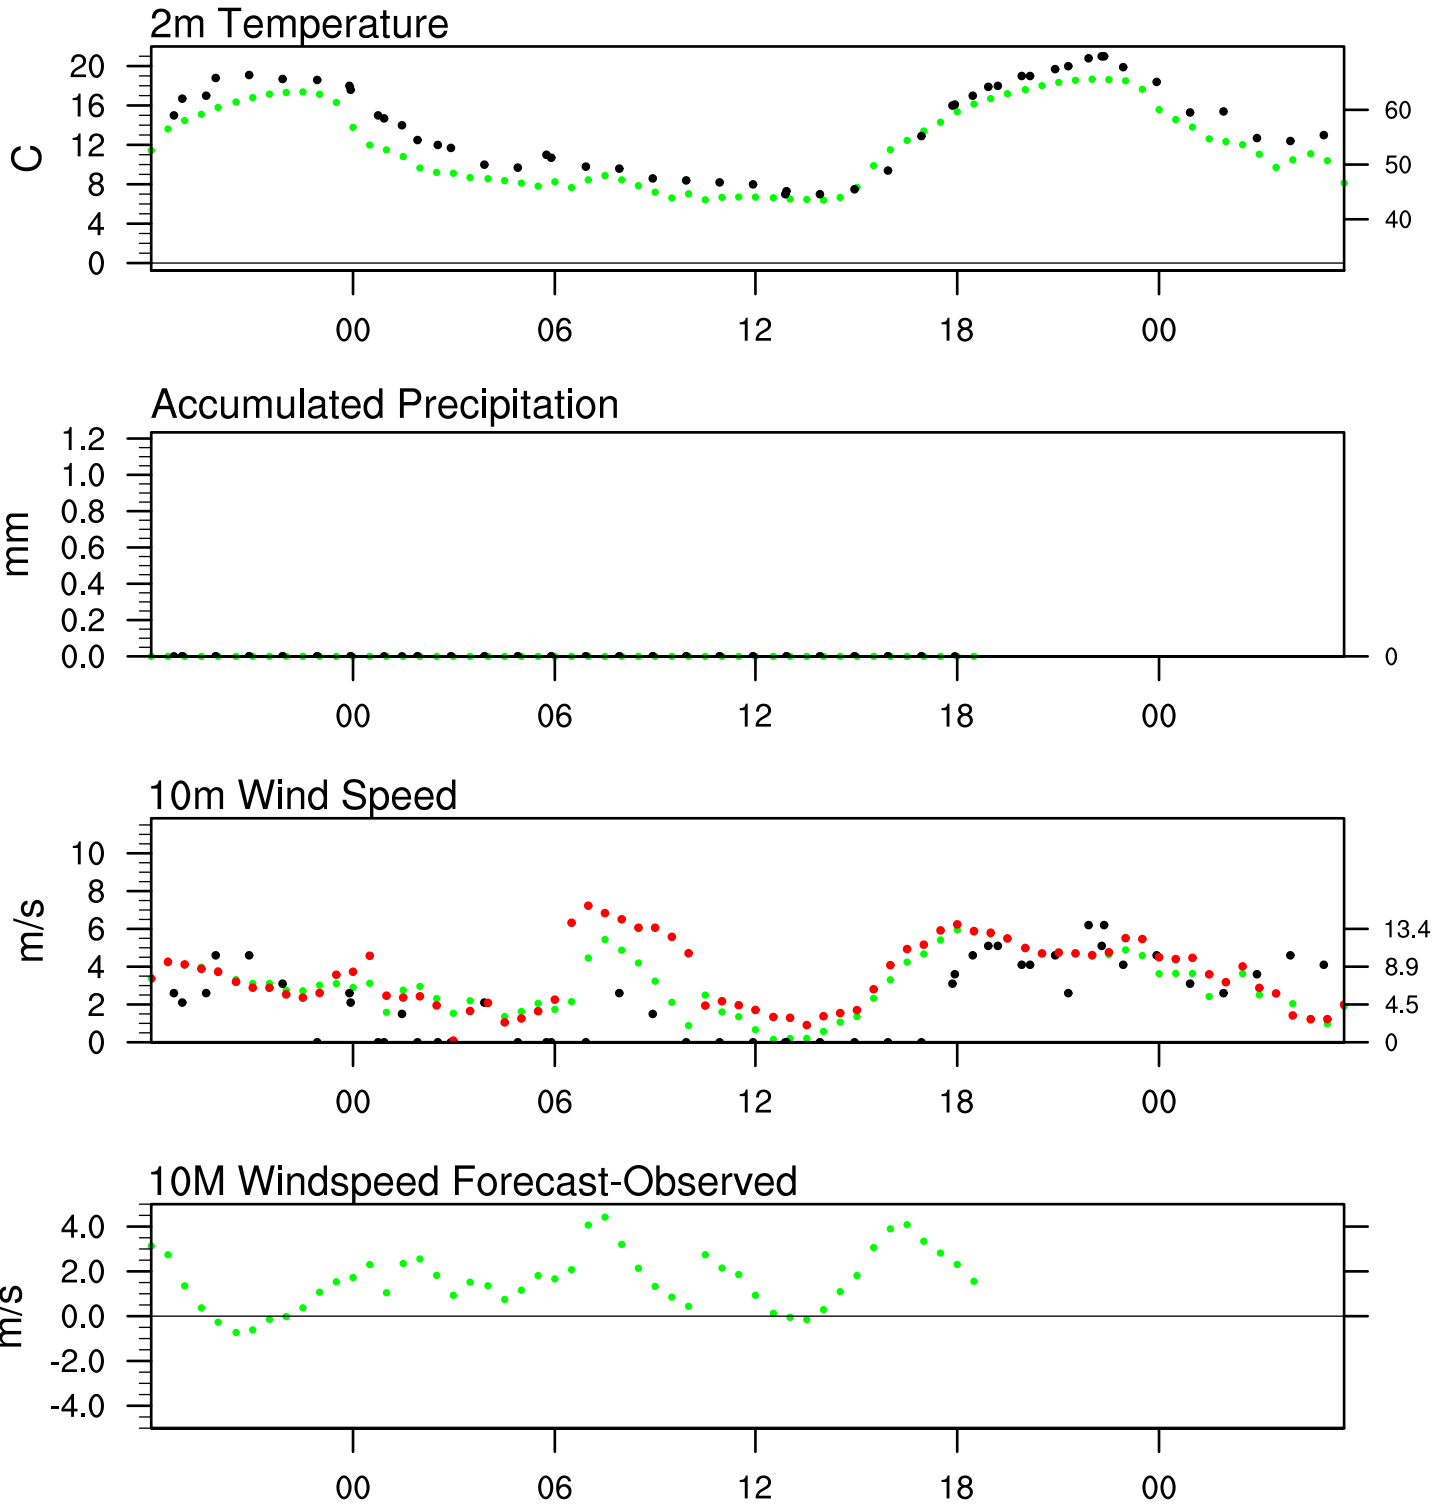 2m Temperature
C
20
16
12
8
4
0
60
50
40
00 06 12 18 00
Accumulated Precipitation
mm
1.2
1.0
0.8
0.6
0.4
0.2
0.0
0
00 06 12 18 00
10m Wind Speed
m/s
10
8
6
4
2
0
13.4
8.9
4.5
0
00 06 12 18 00
10M Windspeed Forecast-Observed
m/s
4.0
2.0
0.0
-2.0
-4.0
00 06 12 18 00